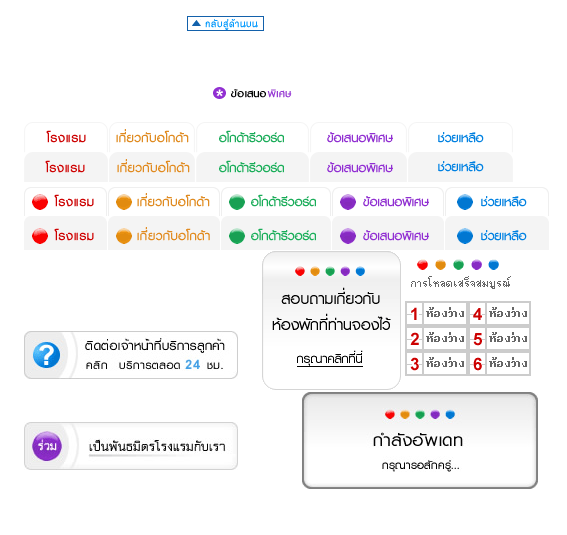 กลับสู่ด้านบน
ข้อเสนอพิเศษ
โรงแรม เกี่ยวกับอโกด้า อโกด้ารีวอร์ด ข้อเสนอพิเศษ ช่วยเหลือ
โรงแรม เกี่ยวกับอโกด้า อโกด้ารีวอร์ด ข้อเสนอพิเศษ ช่วยเหลือ
โรงแรม เกี่ยวกับอโกด้า อโกด้ารีวอร์ด ข้อเสนอพิเศษ ช่วยเหลือ
โรงแรม เกี่ยวกับอโกด้า อโกด้ารีวอร์ด ข้อเสนอพิเศษ ช่วยเหลือ
สอบถามเกี่ยวกับ
ห้องพักที่ท่านจองไว้
กรุณาคลิกที่นี่
การโหลดเสร็จสมบูรณ์
1 ห้องว่าง 4 ห้องว่าง
2 ห้องว่าง 5 ห้องว่าง
3 ห้องว่าง 6 ห้องว่าง
? ติดต่อเจ้าหน้าที่บริการลูกค้า
คลิก บริการตลอด 24 ชม.
ร่วม เป็นพันธมิตรโรงแรมกับเรา
กำลังอัพเดท
กรุณารอสักครู่...